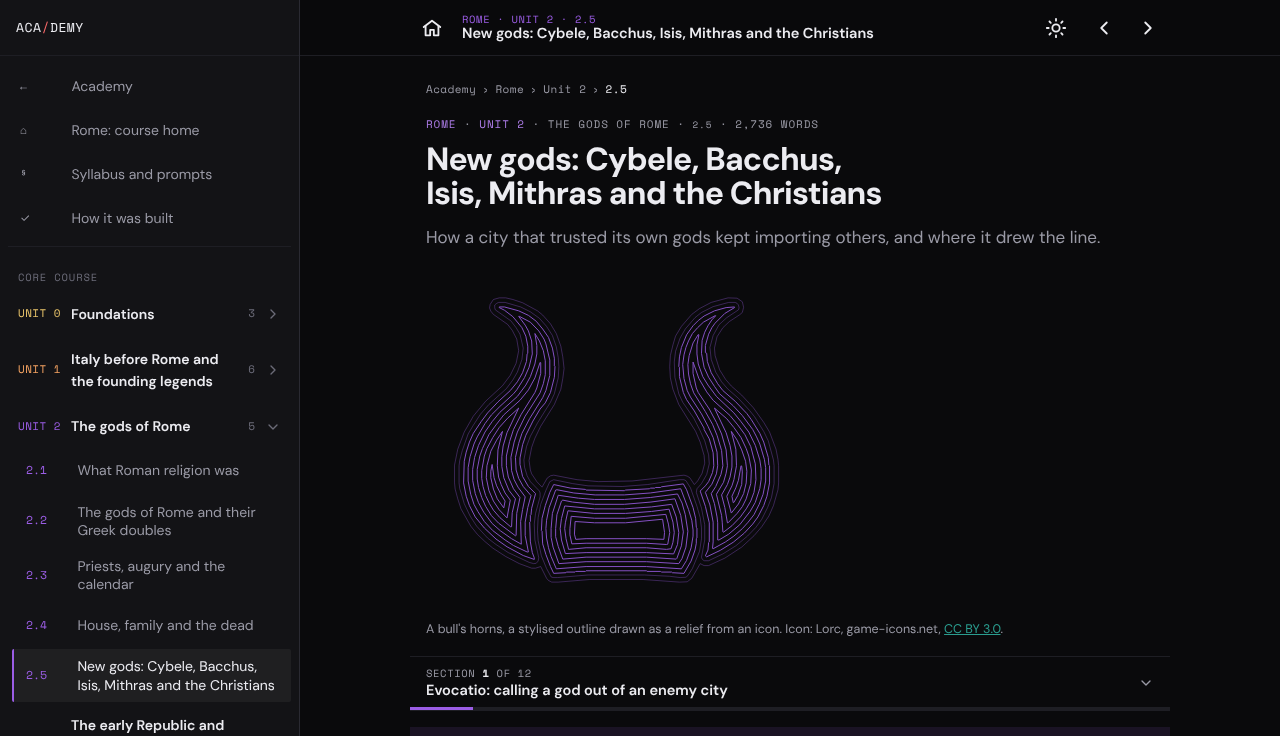 ACA/DEMY
← Academy
⌂ Rome: course home
§ Syllabus and prompts
✓ How it was built
CORE COURSE
UNIT 0 Foundations 3
UNIT 1 Italy before Rome and
the founding legends 6
UNIT 2 The gods of Rome 5
2.1 What Roman religion was
2.2 The gods of Rome and their
Greek doubles
2.3 Priests, augury and the
calendar
2.4 House, family and the dead
2.5 New gods: Cybele, Bacchus,
Isis, Mithras and the Christians
The early Republic and
ROME · UNIT 2 · 2.5
New gods: Cybele, Bacchus, Isis, Mithras and the Christians
Academy › Rome › Unit 2 › 2.5
ROME · UNIT 2 · THE GODS OF ROME · 2.5 · 2,736 WORDS
New gods: Cybele, Bacchus,
Isis, Mithras and the Christians
How a city that trusted its own gods kept importing others, and where it drew the line.
A bull's horns, a stylised outline drawn as a relief from an icon. Icon: Lorc, game-icons.net, CC BY 3.0.
SECTION 1 OF 12
Evocatio: calling a god out of an enemy city